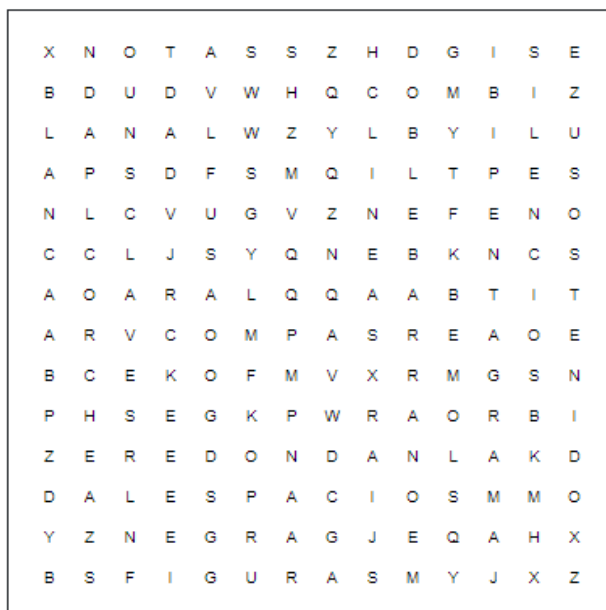 X N O T A S S Z H D G I S E
B D U D V W H Q C O M B I Z
L A N A L W Z Y L B Y I L U
A P S D F S M Q I L T P E S
N L C V U G V Z N E F E N O
C C L J S Y Q N E B K N C S
A O A R A L Q Q A A B T I T
A R V C O M P A S R E A O E
B C E K O F M V X R M G S N
P H S E G K P W R A O R B I
Z E R E D O N D A N L A K D
D A L E S P A C I O S M M O
Y Z N E G R A G J E Q A H X
B S F I G U R A S M Y J X Z